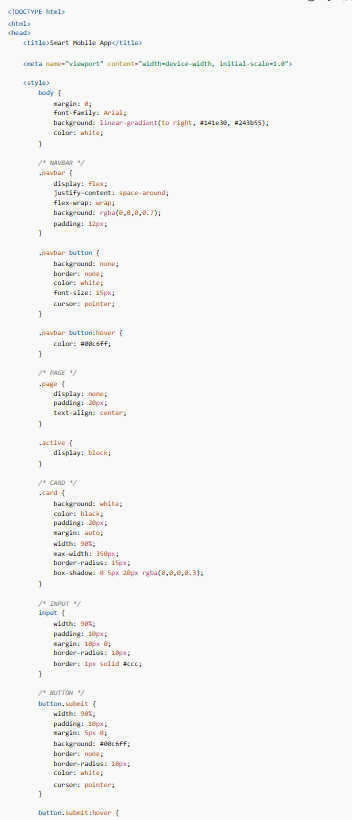 <!DOCTYPE html>
<html>
<head>
<title>Smart Mobile App</title>
<meta name="viewport" content="width=device-width, initial-scale=1.0">
<style>
body {
margin: 0;
font-family: Arial;
background: linear-gradient(to right, #141e30, #243b55);
color: white;
}
/* NAVBAR */
.navbar {
display: flex;
justify-content: space-around;
flex-wrap: wrap;
background: rgba(0,0,0,0.7);
padding: 12px;
}
.navbar button {
background: none;
border: none;
color: white;
font-size: 15px;
cursor: pointer;
}
.navbar button:hover {
color: #00c6ff;
}
/* PAGE */
.page {
display: none;
padding: 20px;
text-align: center;
}
.active {
display: block;
}
/* CARD */
.card {
background: white;
color: black;
padding: 20px;
margin: auto;
width: 90%;
max-width: 350px;
border-radius: 15px;
box-shadow: 0 5px 20px rgba(0,0,0,0.3);
}
/* INPUT */
input {
width: 90%;
padding: 10px;
margin: 10px 0;
border-radius: 10px;
border: 1px solid #ccc;
}
/* BUTTON */
button.submit {
width: 90%;
padding: 10px;
margin: 5px 0;
background: #00c6ff;
border: none;
border-radius: 10px;
color: white;
cursor: pointer;
}
button.submit:hover {